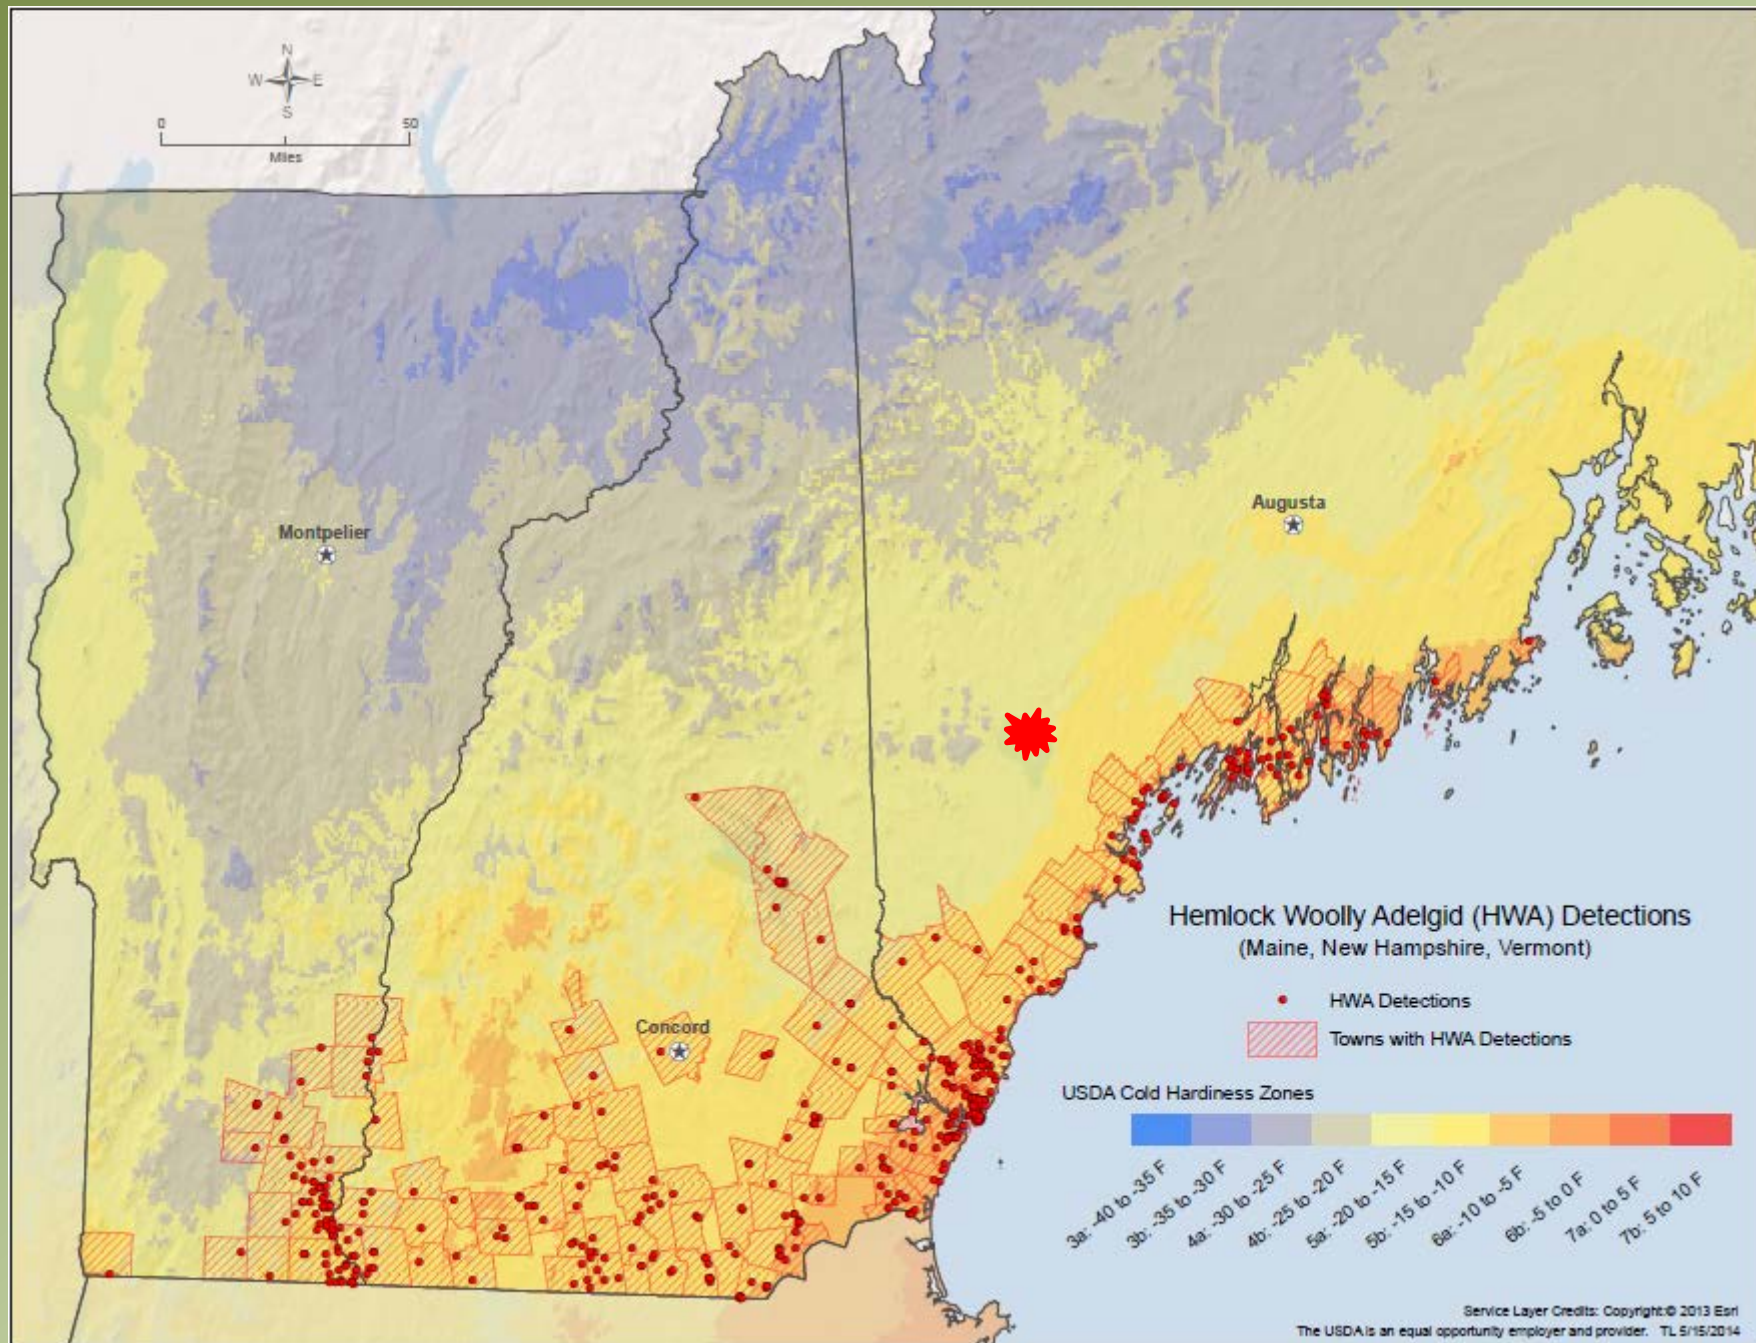 N
W E
S
0 50
Miles
Montpelier
Augusta
Concord
Hemlock Woolly Adelgid (HWA) Detections
(Maine, New Hampshire, Vermont)
HWA Detections
Towns with HWA Detections
USDA Cold Hardiness Zones
3a: -40 to -35 F
3b: -35 to -30 F
4a: -30 to -25 F
4b: -25 to -20 F
5a: -20 to -15 F
5b: -15 to -10 F
6a: -10 to -5 F
6b: -5 to 0 F
7a: 0 to 5 F
7b: 5 to 10 F
Service Layer Credits: Copyright:© 2013 Esri
The USDA is an equal opportunity employer and provider. TL 5/15/2014